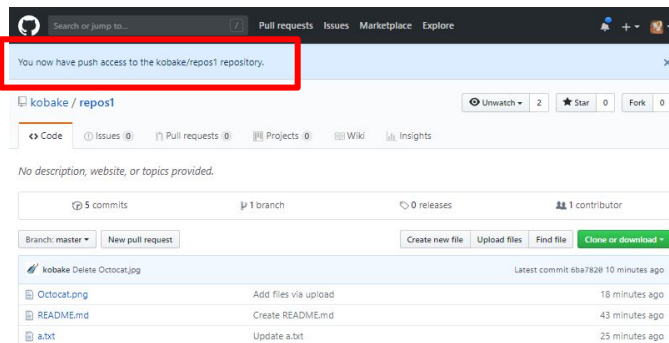 Search or jump to... / Pull requests Issues Marketplace Explore
You now have push access to the kobake/repos1 repository.
kobake / repos1 Unwatch 2 Star 0 Fork 0
Code Issues 0 Pull requests 0 Projects 0 Wiki Insights
No description, website, or topics provided.
5 commits 1 branch 0 releases 1 contributor
Branch: master New pull request Create new file Upload files Find file Clone or download
kobake Delete Octocat.jpg Latest commit 6ba7820 10 minutes ago
Octocat.png Add files via upload 18 minutes ago
README.md Create README.md 43 minutes ago
a.txt Update a.txt 25 minutes ago